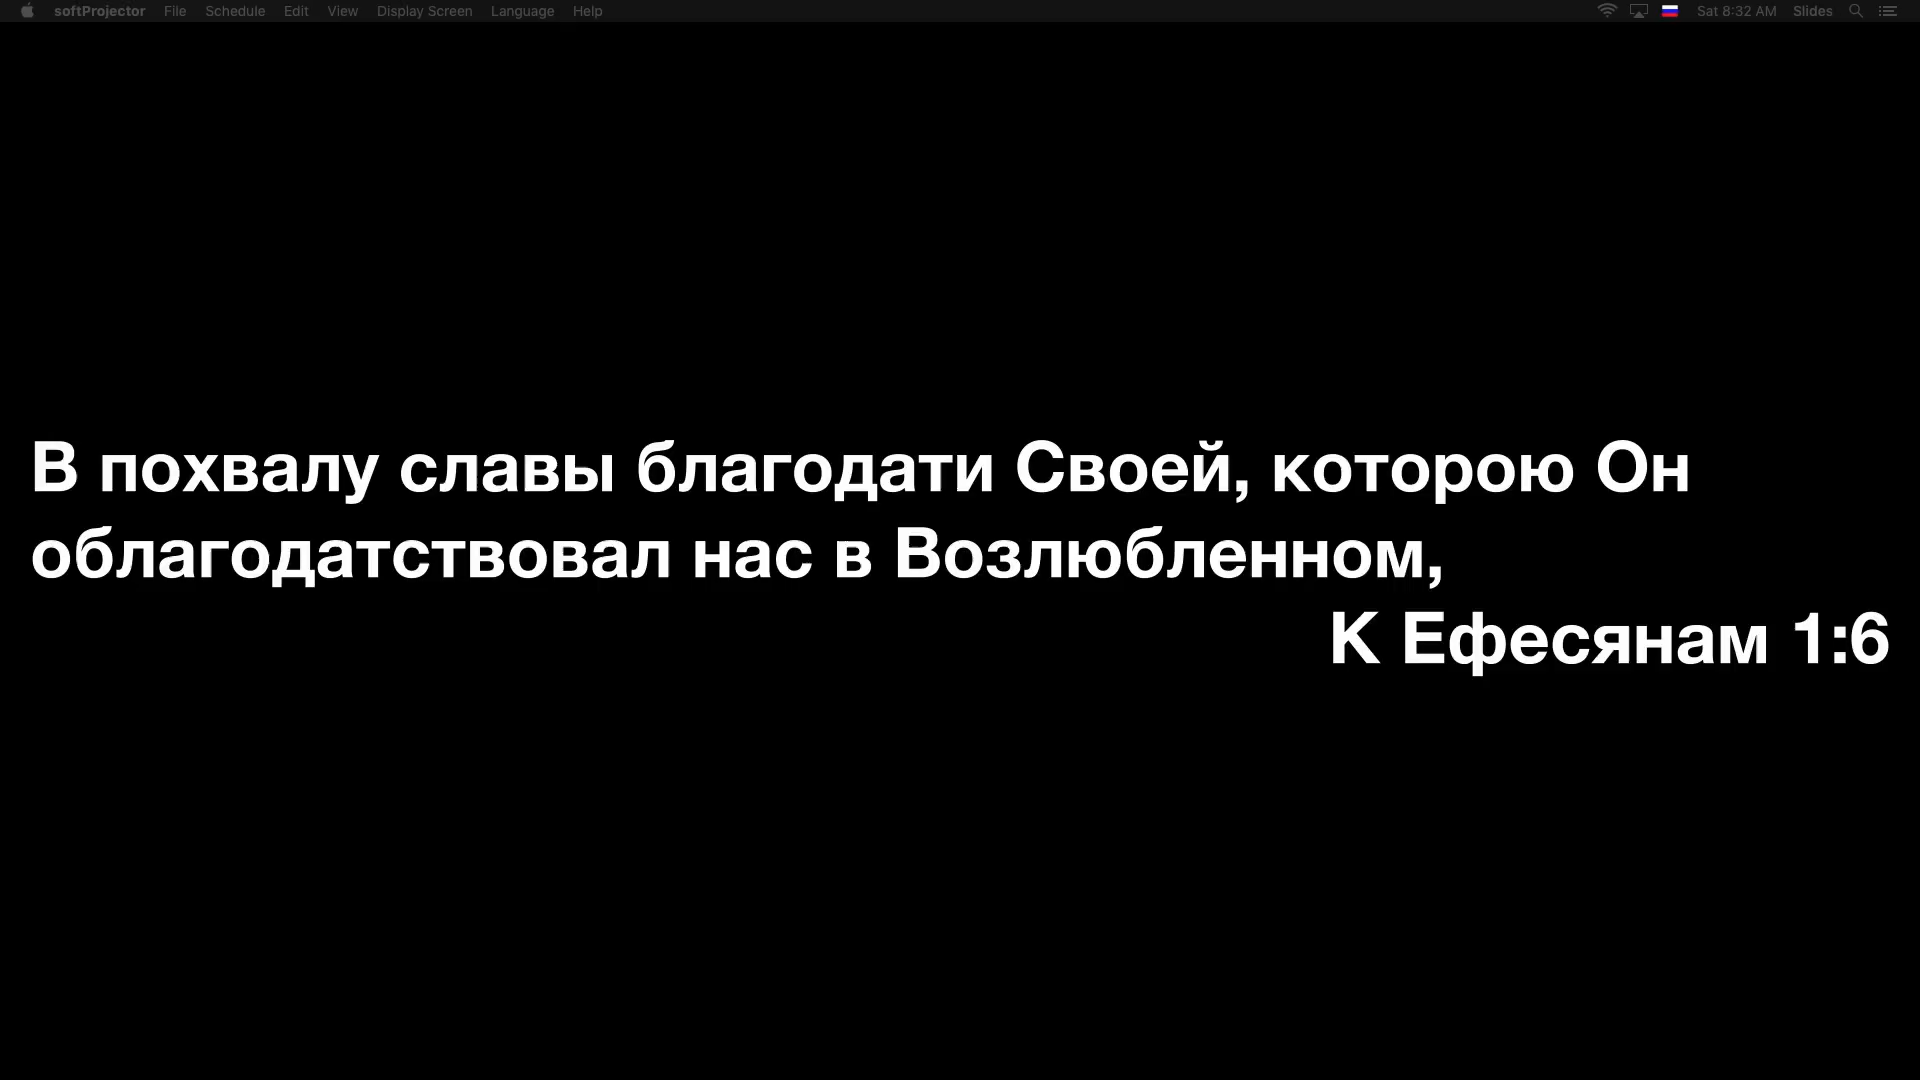 softProjector File Schedule Edit View Display Screen Language Help Sat 8:32 AM Slides
В похвалу славы благодати Своей, которою Он
облагодатствовал нас в Возлюбленном,
К Ефесянам 1:6